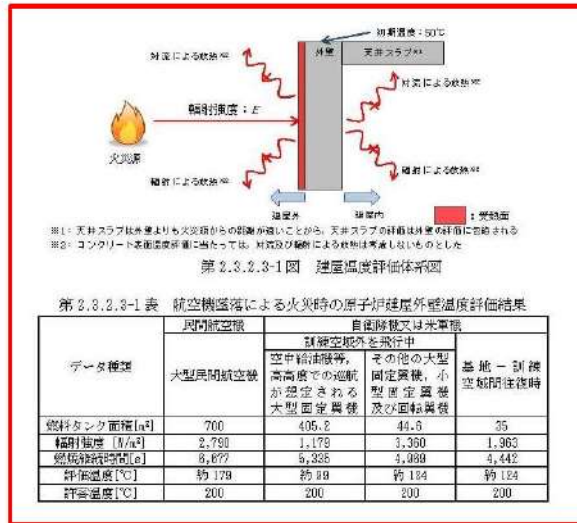 初期温度：50℃
外壁
天井スラブ※1
対流による放熱※2
対流による放熱※2
輻射強度：E
火災源
輻射による放熱※2
輻射による放熱※2
建屋外
建屋内
：受熱面
※1：天井スラブは外壁よりも火災源からの距離が遠いことから，天井スラブの評価は外壁の評価に包絡される
※2：コンクリート表面温度評価に当たっては，対流及び輻射による放熱は考慮しないものとした
第 2.3.2.3-1 図　建屋温度評価体系図
第 2.3.2.3-1 表　航空機墜落による火災時の原子炉建屋外壁温度評価結果
データ種類
民間航空機
自衛隊機又は米軍機
大型民間航空機
訓練空域外を飛行中
空中給油機等，
高高度での巡航
が想定される
大型固定翼機
その他の大型
固定翼機，小
型固定翼機
及び回転翼機
基地－訓練
空域間往復時
燃料タンク面積[m²] 700 405.2 44.6 35
輻射強度 [W/m²] 2,790 1,179 3,360 1,963
燃焼継続時間[s] 5,335 4,442
評価温度[℃] 約 179 約 99 約 184 約 124
許容温度[℃] 200 200 200 200